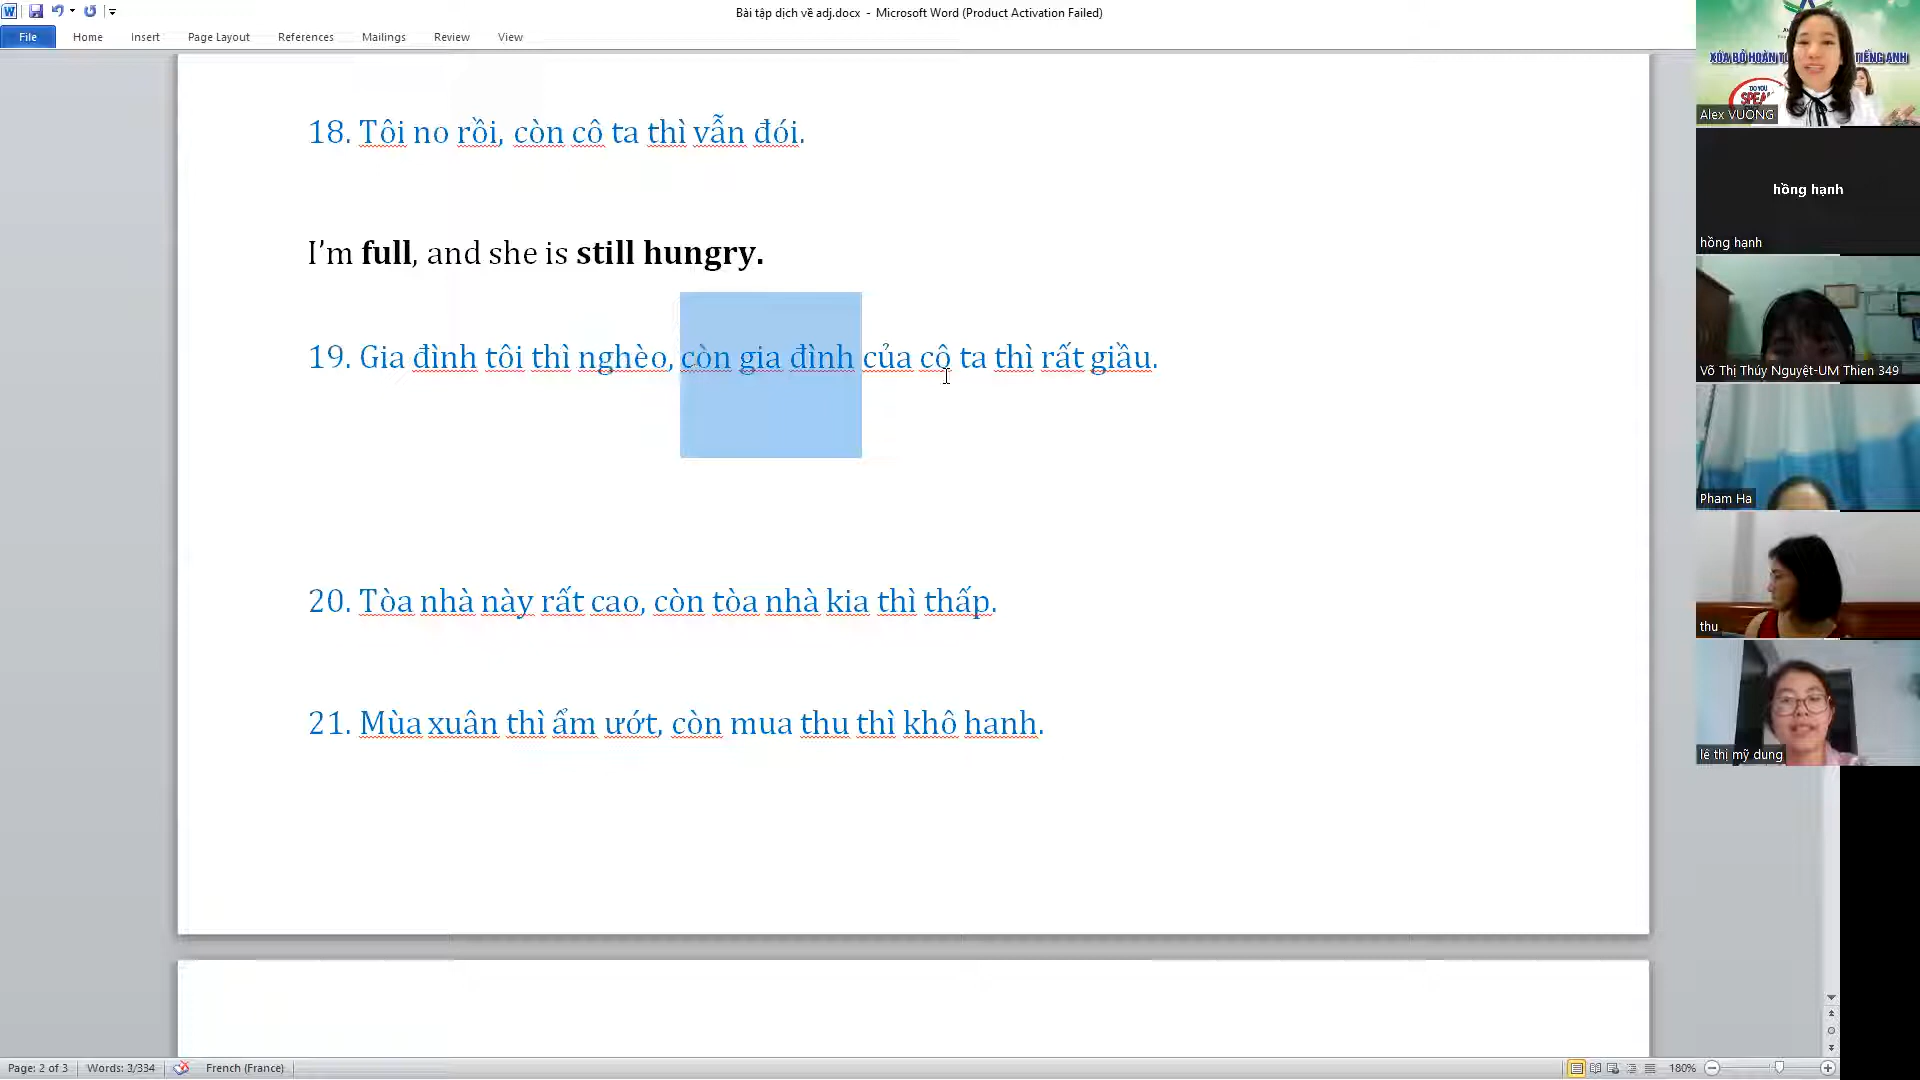 Bài tập dịch về adj.docx - Microsoft Word (Product Activation Failed)
File Home Insert Page Layout References Mailings Review View
18. Tôi no rồi, còn cô ta thì vẫn đói.
I’m full, and she is still hungry.
19. Gia đình tôi thì nghèo, còn gia đình của cô ta thì rất giầu.
20. Tòa nhà này rất cao, còn tòa nhà kia thì thấp.
21. Mùa xuân thì ẩm ướt, còn mua thu thì khô hanh.
Page: 2 of 3 Words: 3/334 French (France) 180%
TIẾNG ANH
DO YOU
Alex VUONG
hồng hạnh
hồng hạnh
Võ Thị Thúy Nguyệt-UM Thien 349
Pham Ha
thu
lê thị mỹ dung